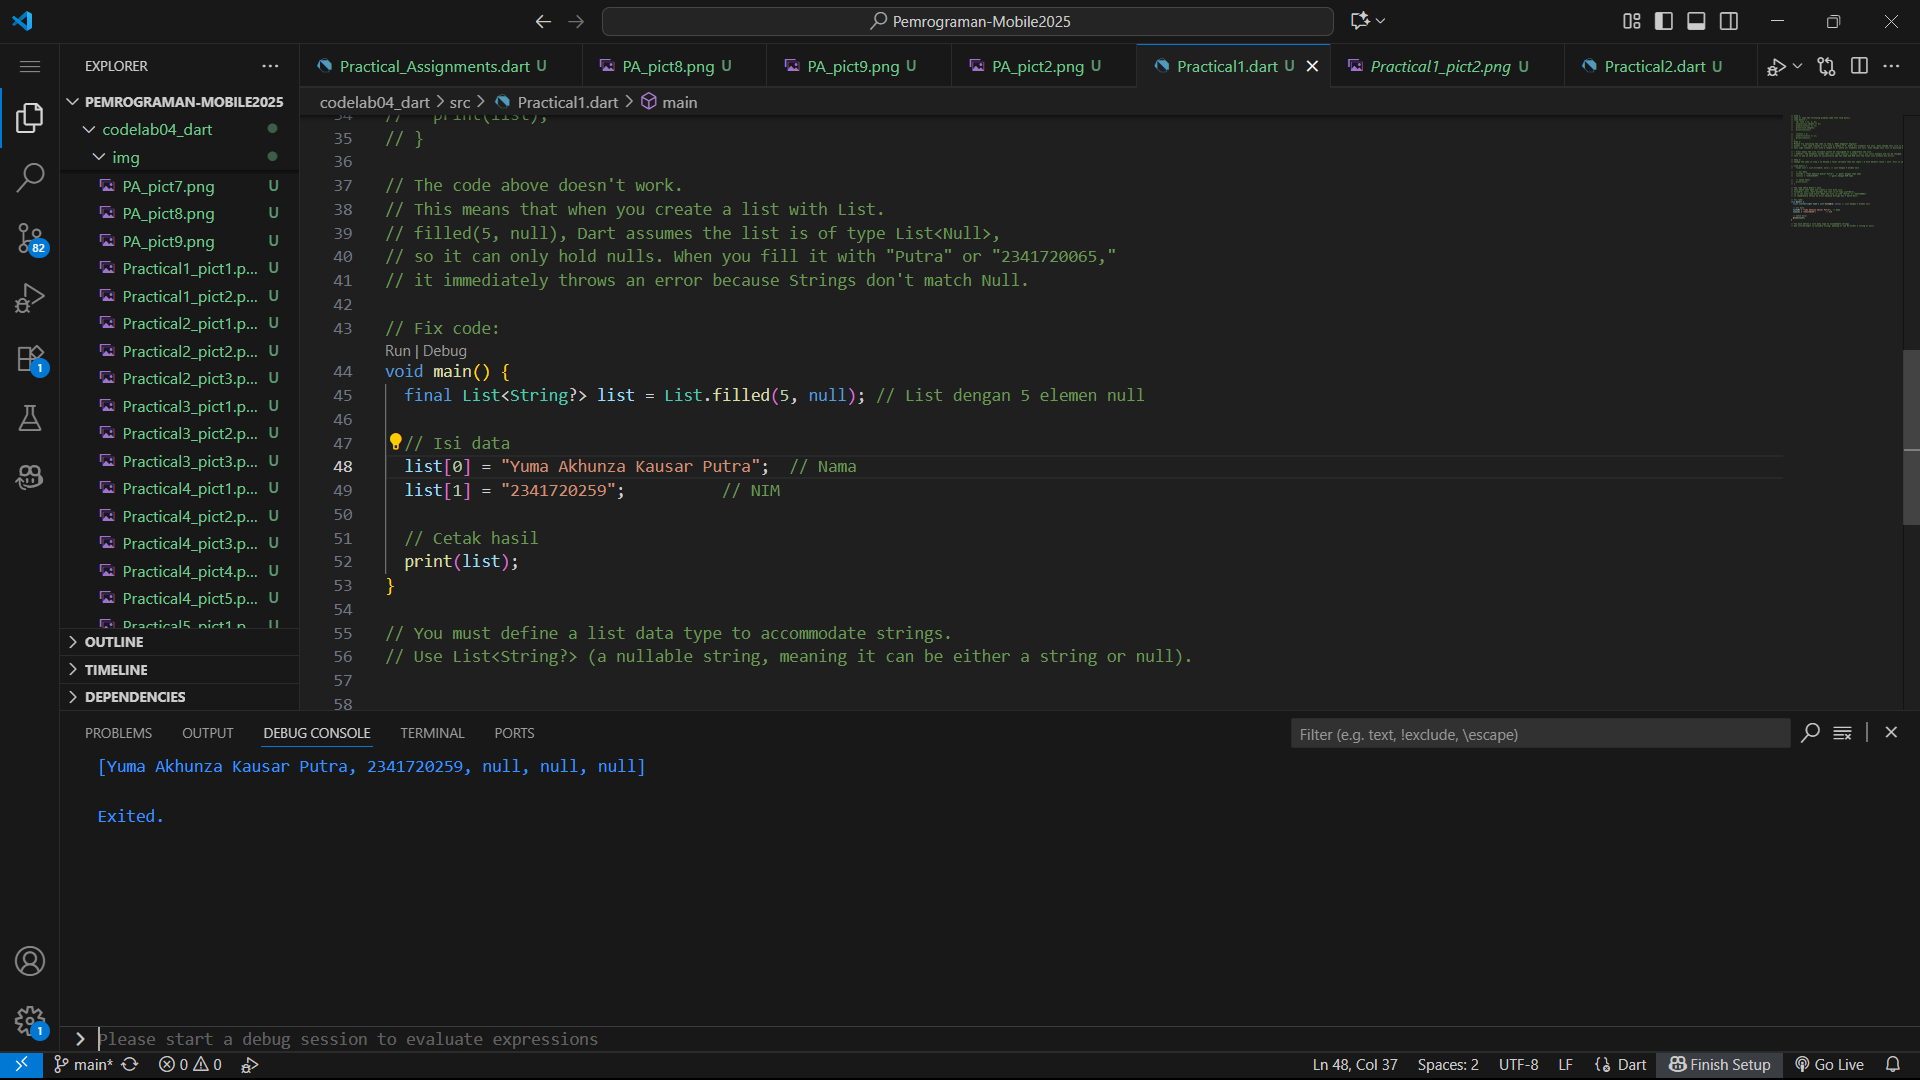 Pemrograman-Mobile2025
EXPLORER
PEMROGRAMAN-MOBILE2025
codelab04_dart
img
PA_pict7.png U
PA_pict8.png U
PA_pict9.png U
Practical1_pict1.p... U
Practical1_pict2.p... U
Practical2_pict1.p... U
Practical2_pict2.p... U
Practical2_pict3.p... U
Practical3_pict1.p... U
Practical3_pict2.p... U
Practical3_pict3.p... U
Practical4_pict1.p... U
Practical4_pict2.p... U
Practical4_pict3.p... U
Practical4_pict4.p... U
Practical4_pict5.p... U
Practical5_pict1.p... U
OUTLINE
TIMELINE
DEPENDENCIES
82
1
1
Practical_Assignments.dart U
PA_pict8.png U
PA_pict9.png U
PA_pict2.png U
Practical1.dart U
Practical1_pict2.png U
Practical2.dart U
codelab04_dart > src > Practical1.dart > main
34 //   print(list);
35 // }
36
37 // The code above doesn't work.
38 // This means that when you create a list with List.
39 // filled(5, null), Dart assumes the list is of type List<Null>,
40 // so it can only hold nulls. When you fill it with "Putra" or "2341720065,"
41 // it immediately throws an error because Strings don't match Null.
42
43 // Fix code:
Run | Debug
44 void main() {
45   final List<String?> list = List.filled(5, null); // List dengan 5 elemen null
46
47   // Isi data
48   list[0] = "Yuma Akhunza Kausar Putra";  // Nama
49   list[1] = "2341720259";          // NIM
50
51   // Cetak hasil
52   print(list);
53 }
54
55 // You must define a list data type to accommodate strings.
56 // Use List<String?> (a nullable string, meaning it can be either a string or null).
57
58
PROBLEMS OUTPUT DEBUG CONSOLE TERMINAL PORTS
Filter (e.g. text, !exclude, \escape)
[Yuma Akhunza Kausar Putra, 2341720259, null, null, null]
Exited.
Please start a debug session to evaluate expressions
main* 0 0
Ln 48, Col 37 Spaces: 2 UTF-8 LF Dart Finish Setup Go Live